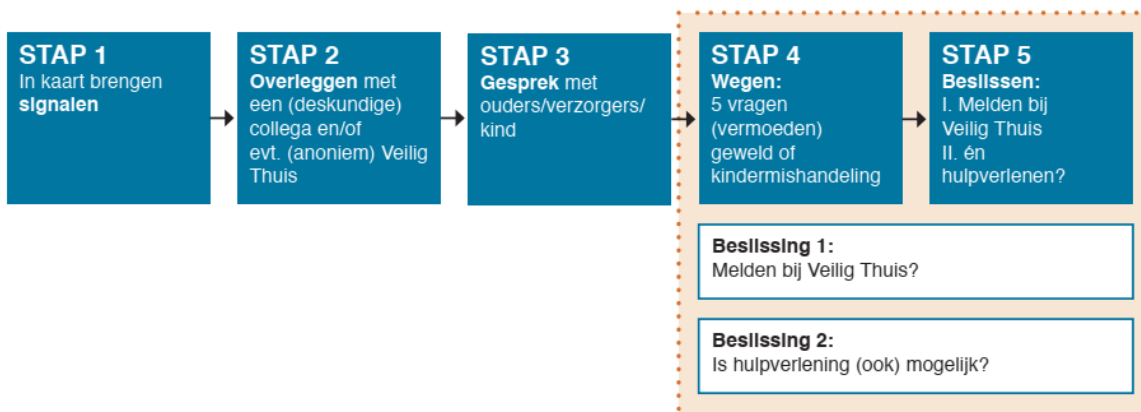 STAP 1
In kaart brengen
signalen
STAP 2
Overleggen met
een (deskundige)
collega en/of
evt. (anoniem) Veilig
Thuis
STAP 3
Gesprek met
ouders/verzorgers/
kind
STAP 4
Wegen:
5 vragen
(vermoeden)
geweld of
kindermishandeling
STAP 5
Beslissen:
I. Melden bij
Veilig Thuis
II. én
hulpverlenen?
Beslissing 1:
Melden bij Veilig Thuis?
Beslissing 2:
Is hulpverlening (ook) mogelijk?